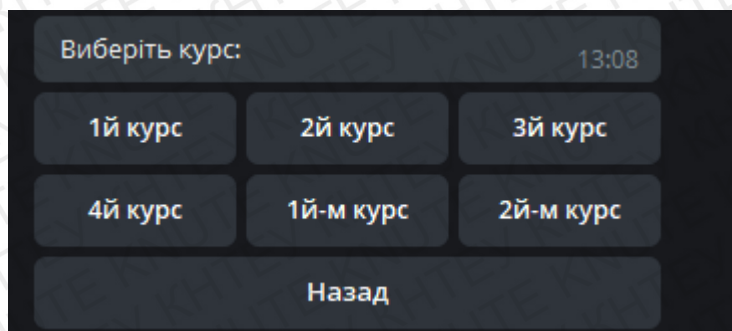 Виберіть курс:
13:08
1й курс 2й курс 3й курс
4й курс 1й-м курс 2й-м курс
Назад